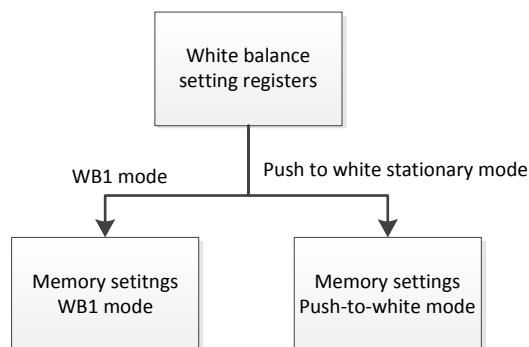 White balance
setting registers
WB1 mode
Push to white stationary mode
Memory setitngs
WB1 mode
Memory settings
Push-to-white mode